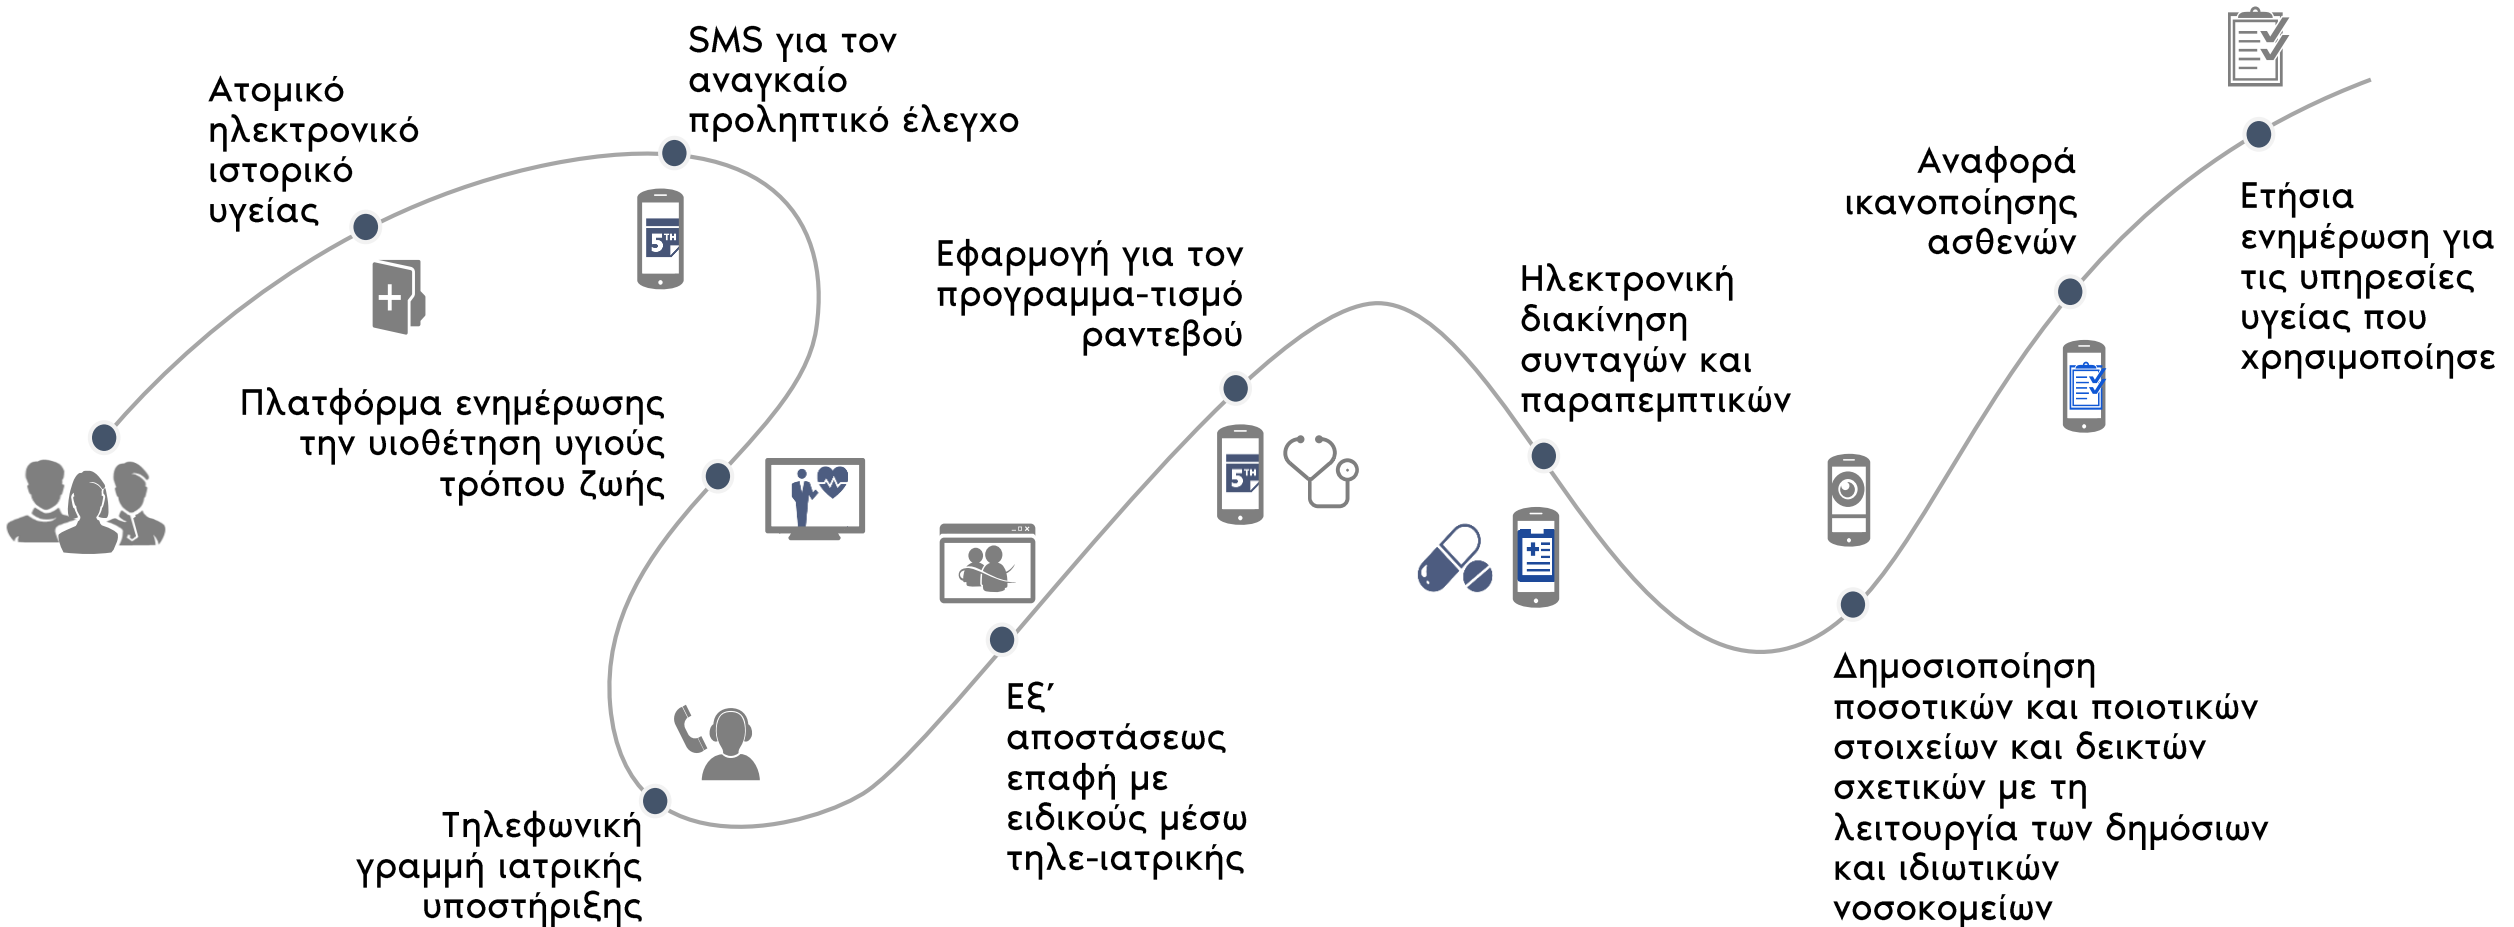 Ατομικό
ηλεκτρονικό
ιστορικό
υγείας
SMS για τον
αναγκαίο
προληπτικό έλεγχο
5TH
Πλατφόρμα ενημέρωσης
την υιοθέτηση υγιούς
τρόπου ζωής
Τηλεφωνική
γραμμή ιατρικής
υποστήριξης
Εξ’
αποστάσεως
επαφή με
ειδικούς μέσω
τηλε-ιατρικής
Εφαρμογή για τον
προγραμμα-τισμό
ραντεβού
5TH
Ηλεκτρονική
διακίνηση
συνταγών και
παραπεμπτικών
Δημοσιοποίηση
ποσοτικών και ποιοτικών
στοιχείων και δεικτών
σχετικών με τη
λειτουργία των δημόσιων
και ιδιωτικών
νοσοκομείων
Αναφορά
ικανοποίησης
ασθενών
Ετήσια
ενημέρωση για
τις υπηρεσίες
υγείας που
χρησιμοποίησε